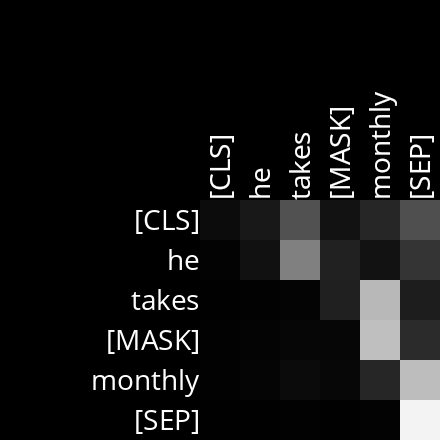 [CLS] he takes [MASK] monthly [SEP]
[CLS]
he
takes
[MASK]
monthly
[SEP]